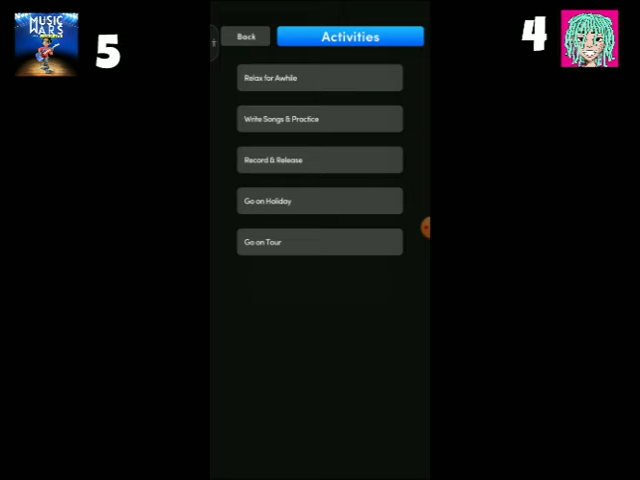 MUSIC
WARS
5
4
Back
Activities
Relax for Awhile
Write Songs & Practice
Record & Release
Go on Holiday
Go on Tour